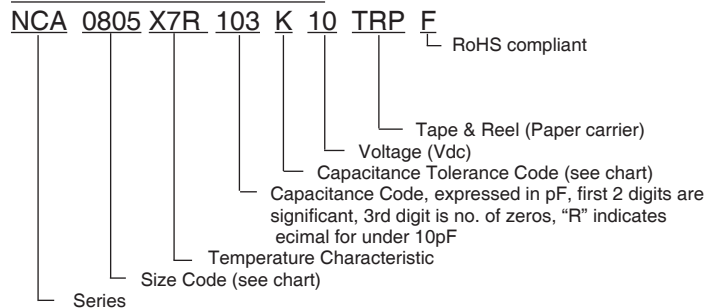 NCA 0805 X7R 103 K 10 TRP F
RoHS compliant
Tape & Reel (Paper carrier)
Voltage (Vdc)
Capacitance Tolerance Code (see chart)
Capacitance Code, expressed in pF, first 2 digits are
significant, 3rd digit is no. of zeros, “R” indicates
ecimal for under 10pF
Temperature Characteristic
Size Code (see chart)
Series